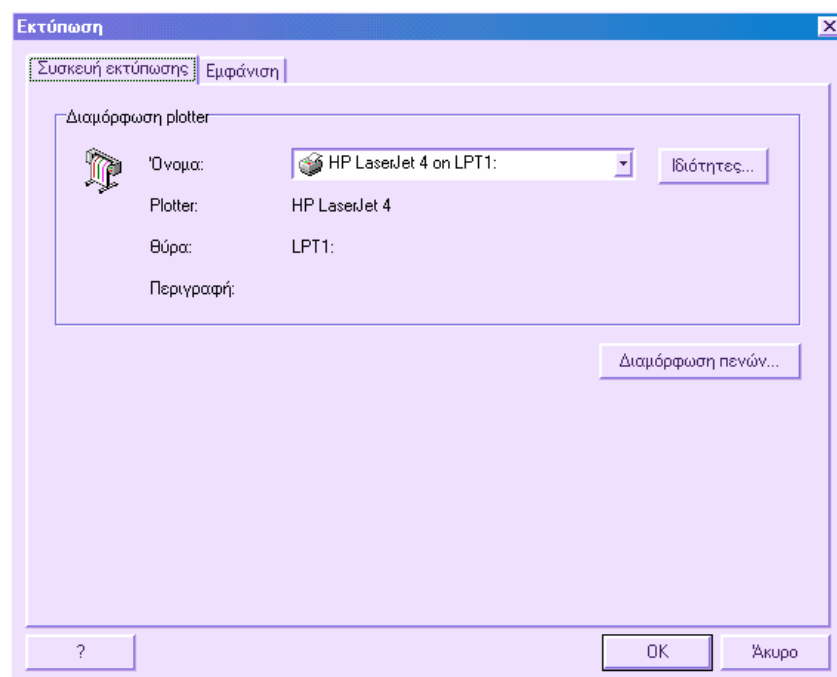 Εκτύπωση
Συσκευή εκτύπωσης Εμφάνιση
Διαμόρφωση plotter
Όνομα: HP LaserJet 4 on LPT1: Ιδιότητες...
Plotter: HP LaserJet 4
Θύρα: LPT1:
Περιγραφή:
Διαμόρφωση πενών...
? OK Άκυρο